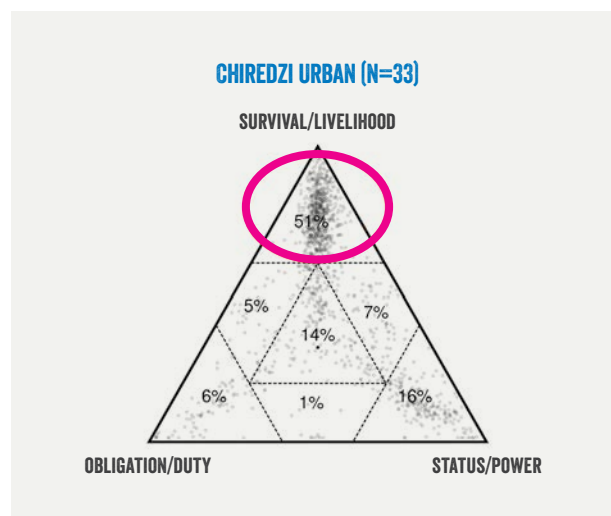 CHIREDZI URBAN (N=33)
SURVIVAL/LIVELIHOOD
51%
5%
7%
14%
6%
1%
16%
OBLIGATION/DUTY
STATUS/POWER